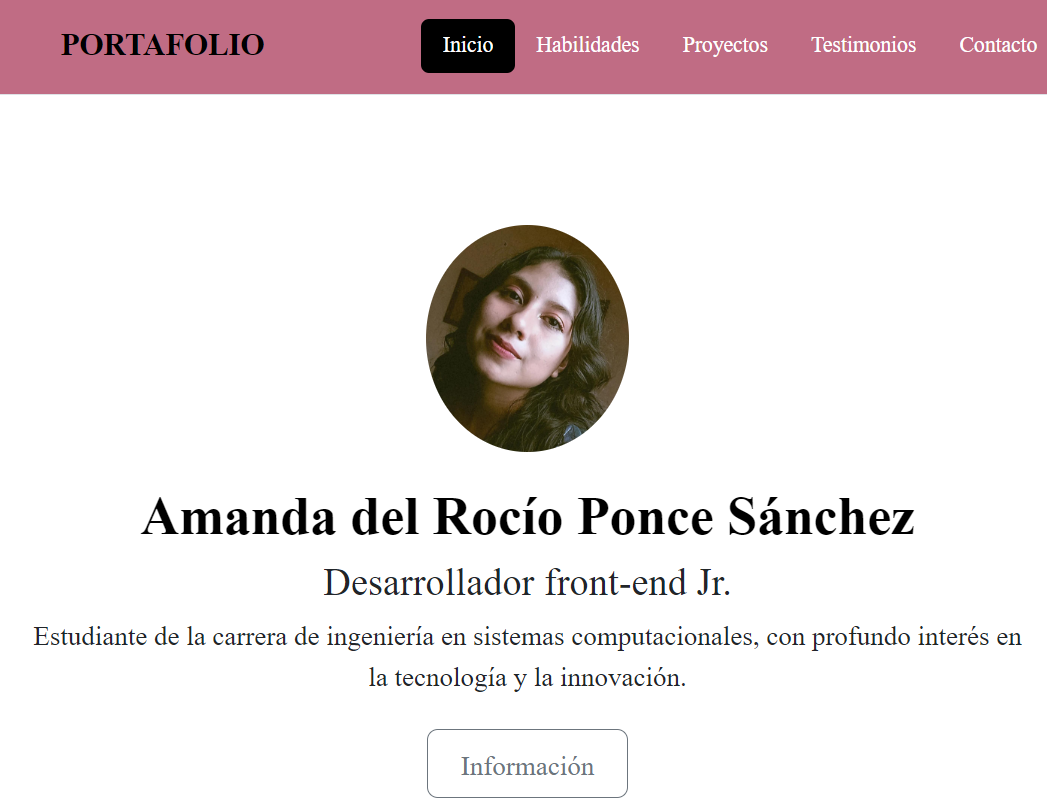 PORTAFOLIO Inicio Habilidades Proyectos Testimonios Contacto
Amanda del Rocío Ponce Sánchez
Desarrollador front-end Jr.
Estudiante de la carrera de ingeniería en sistemas computacionales, con profundo interés en
la tecnología y la innovación.
Información